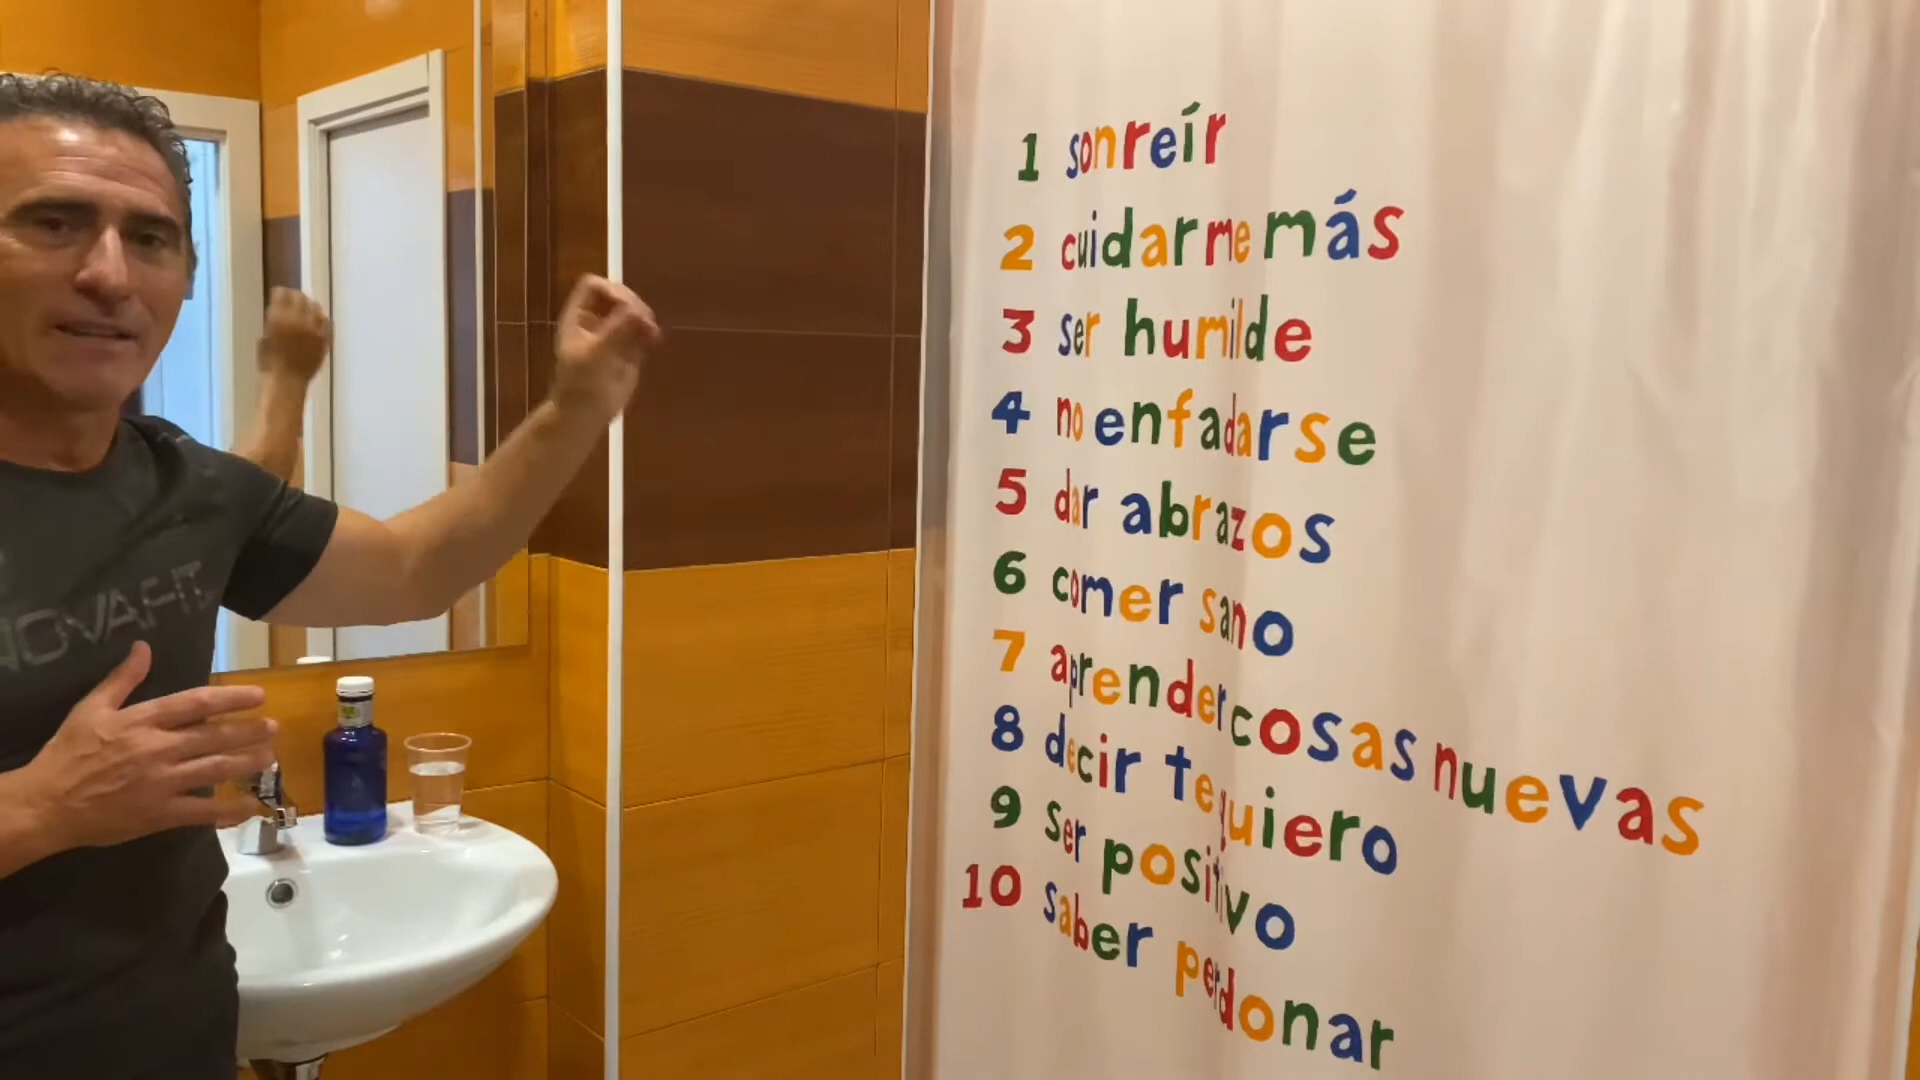 1 sonreír
2 cuidarme más
3 ser humilde
4 no enfadarse
5 dar abrazos
6 comer sano
7 aprender cosas nuevas
8 decir te quiero
9 ser positivo
10 saber perdonar